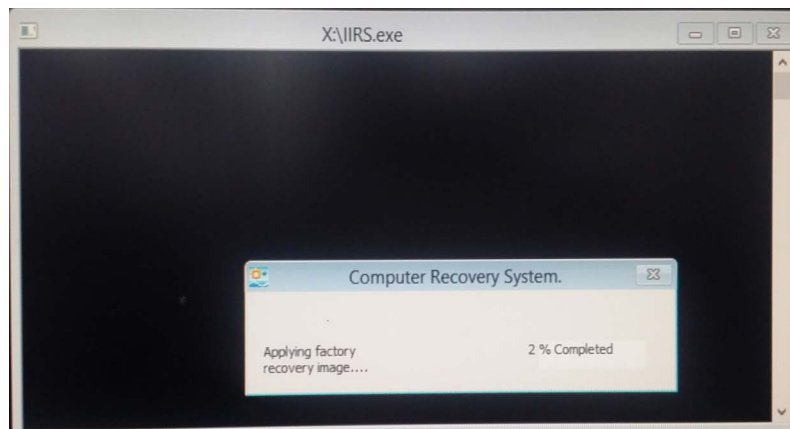 X:\IIRS.exe
Computer Recovery System.
Applying factory
recovery image....
2 % Completed